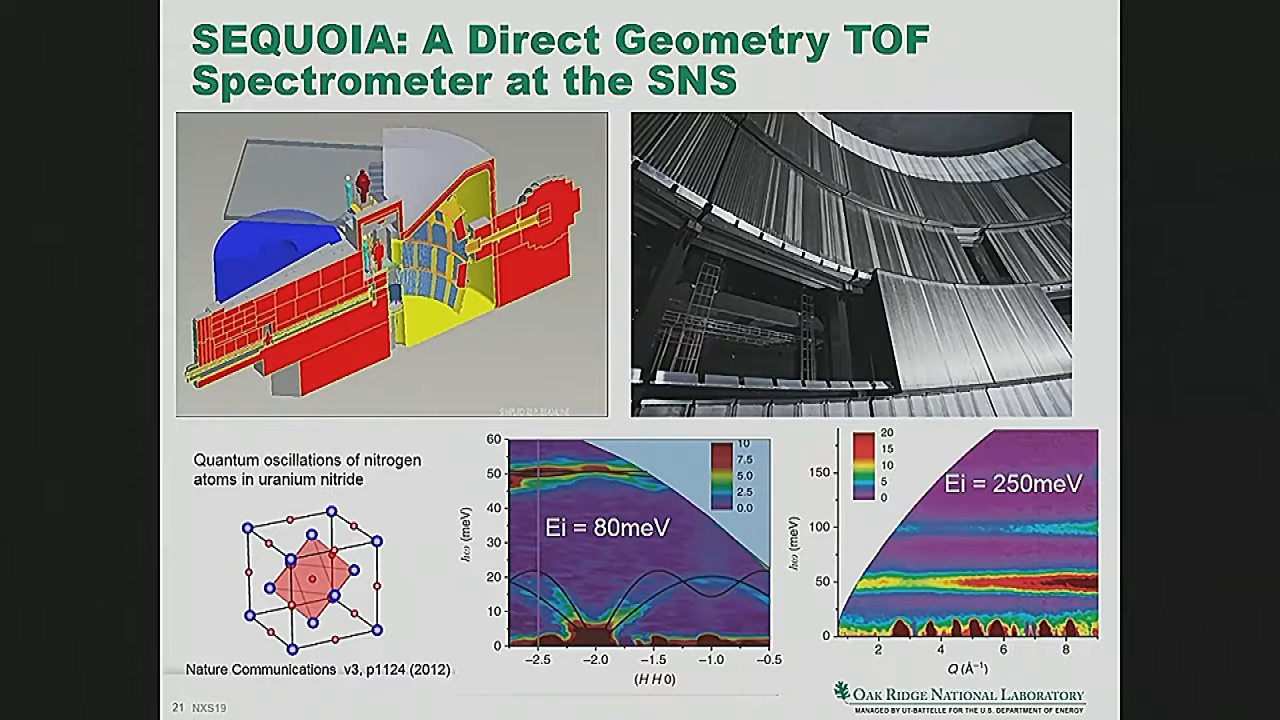 SEQUOIA: A Direct Geometry TOF
Spectrometer at the SNS
Quantum oscillations of nitrogen
atoms in uranium nitride
Nature Communications v3, p1124 (2012)
60
50
40
30
20
10
0
ħω (meV)
Ei = 80meV
10
7.5
5.0
2.5
0.0
−2.5
−2.0
−1.5
−1.0
−0.5
(H H 0)
20
15
10
5
0
Ei = 250meV
150
100
50
0
ħω (meV)
2
4
6
8
Q (Å⁻¹)
OAK RIDGE NATIONAL LABORATORY
MANAGED BY UT-BATTELLE FOR THE U.S. DEPARTMENT OF ENERGY
21 NXS19